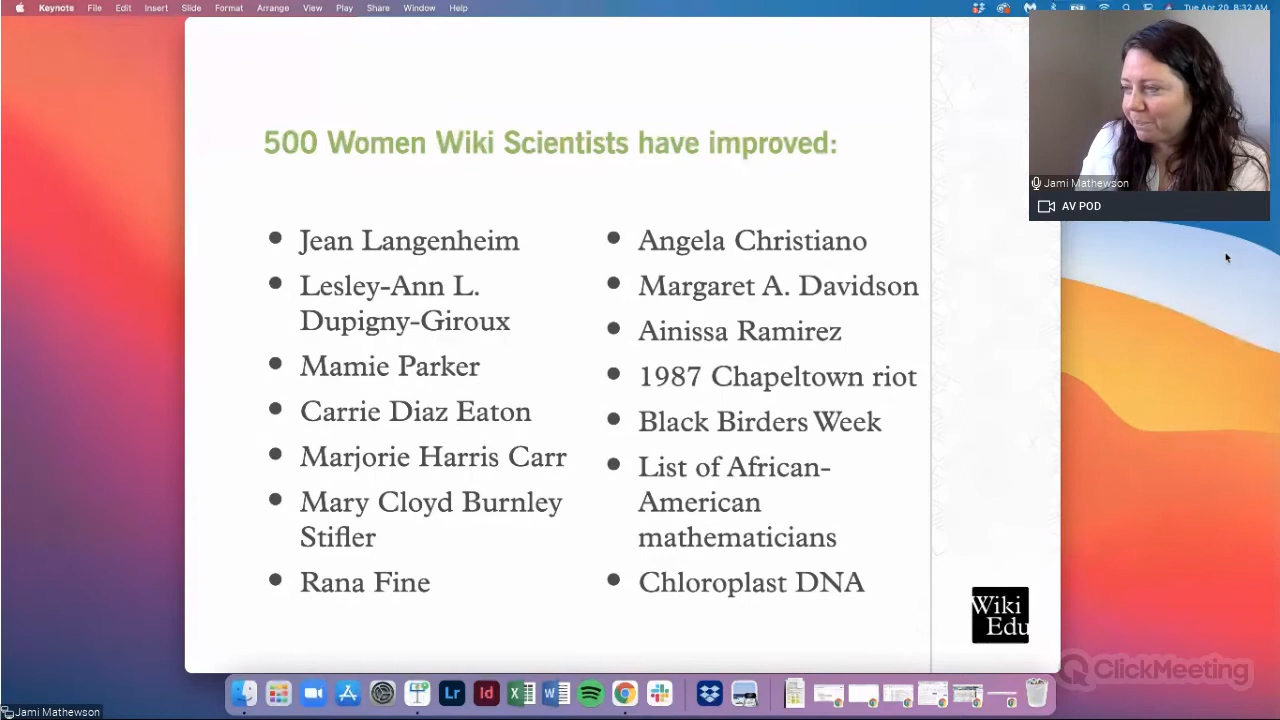 Keynote File Edit Insert Slide Format Arrange View Play Share Window Help
Tue Apr 20 8:32 AM
Jami Mathewson
AV POD
500 Women Wiki Scientists have improved:
Jean Langenheim
Lesley-Ann L.
Dupigny-Giroux
Mamie Parker
Carrie Diaz Eaton
Marjorie Harris Carr
Mary Cloyd Burnley
Stifler
Rana Fine
Angela Christiano
Margaret A. Davidson
Ainissa Ramirez
1987 Chapeltown riot
Black Birders Week
List of African-
American
mathematicians
Chloroplast DNA
Wiki
Edu
ClickMeeting
Lr
Id
Jami Mathewson